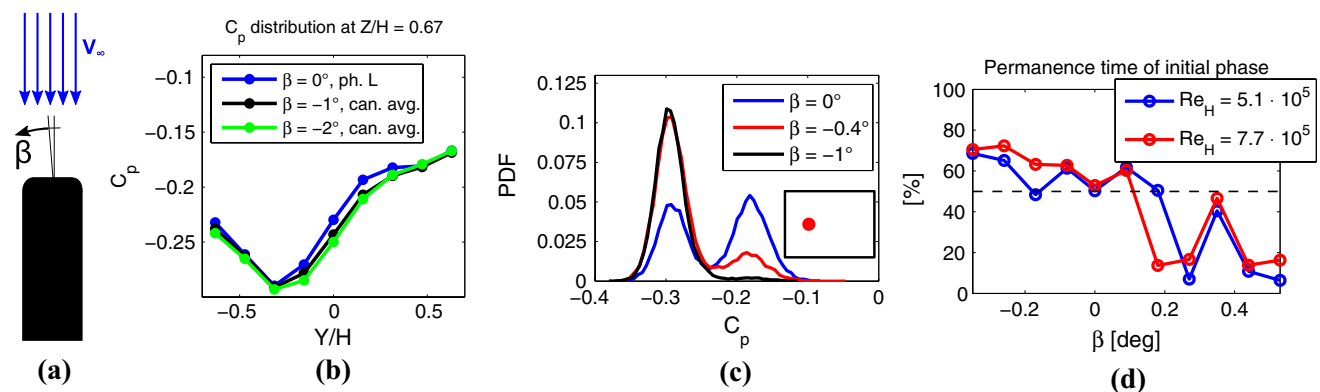 V∞
β
(a)
C_p distribution at Z/H = 0.67
β = 0°, ph. L
β = −1°, can. avg.
β = −2°, can. avg.
−0.1
−0.15
−0.2
−0.25
C_p
−0.5
0
0.5
Y/H
(b)
0.125
0.1
0.075
0.05
0.025
0
PDF
β = 0°
β = −0.4°
β = −1°
−0.4
−0.3
−0.2
−0.1
0
C_p
(c)
Permanence time of initial phase
Re_H = 5.1 · 10^5
Re_H = 7.7 · 10^5
100
80
60
40
20
0
[%]
−0.2
0
0.2
0.4
β [deg]
(d)